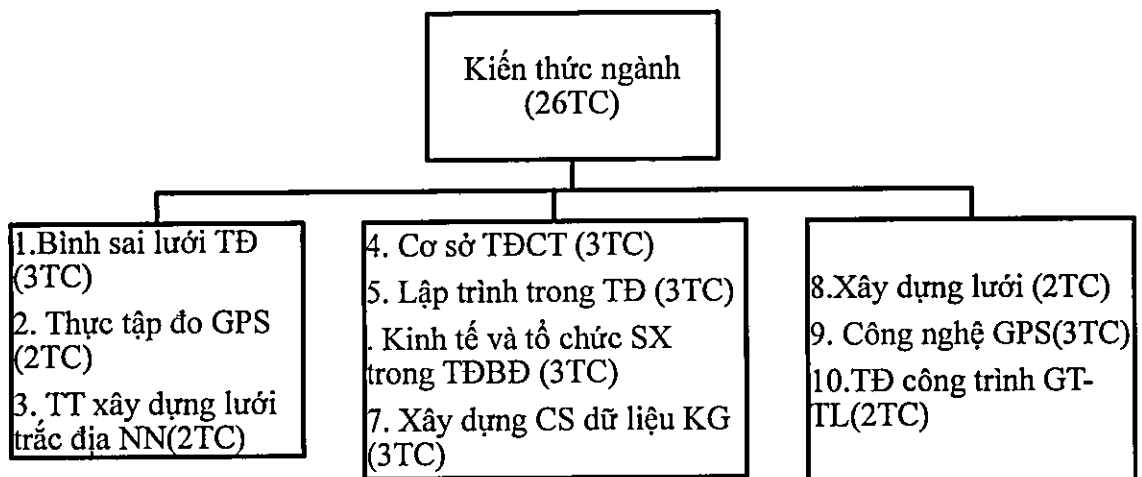 Kiến thức ngành
(26TC)
1.Bình sai lưới TĐ
(3TC)
2. Thực tập đo GPS
(2TC)
3. TT xây dựng lưới
trắc địa NN(2TC)
4. Cơ sở TĐCT (3TC)
5. Lập trình trong TĐ (3TC)
. Kinh tế và tổ chức SX
trong TĐBĐ (3TC)
7. Xây dựng CS dữ liệu KG
(3TC)
8.Xây dựng lưới (2TC)
9. Công nghệ GPS(3TC)
10.TĐ công trình GT-
TL(2TC)